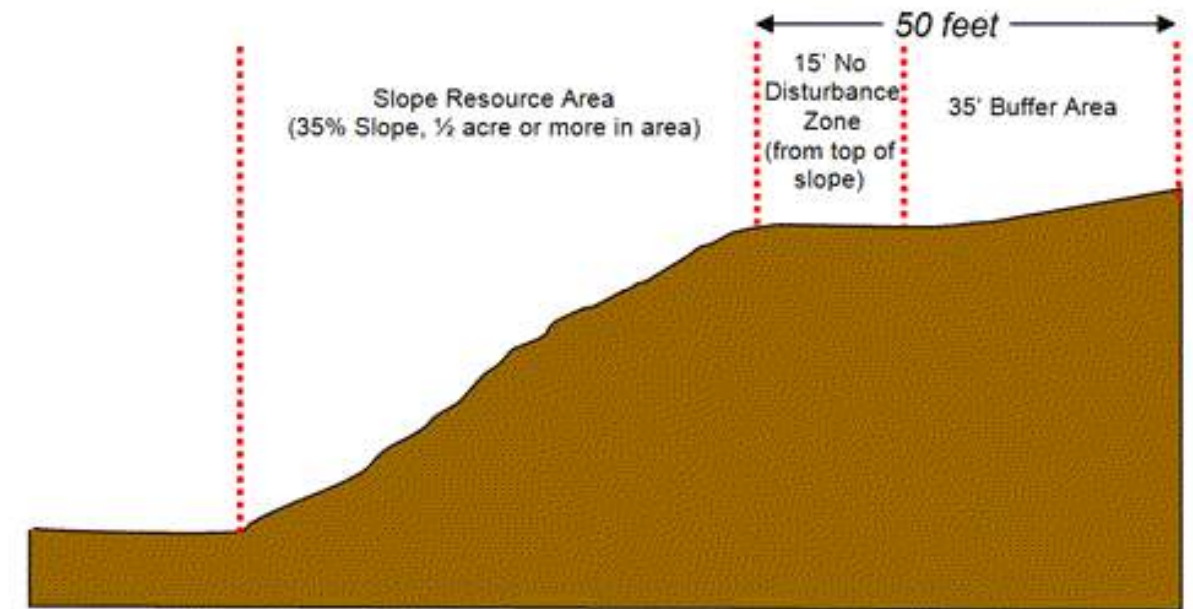 50 feet
Slope Resource Area
(35% Slope, ½ acre or more in area)
15' No
Disturbance
Zone
(from top of
slope)
35' Buffer Area